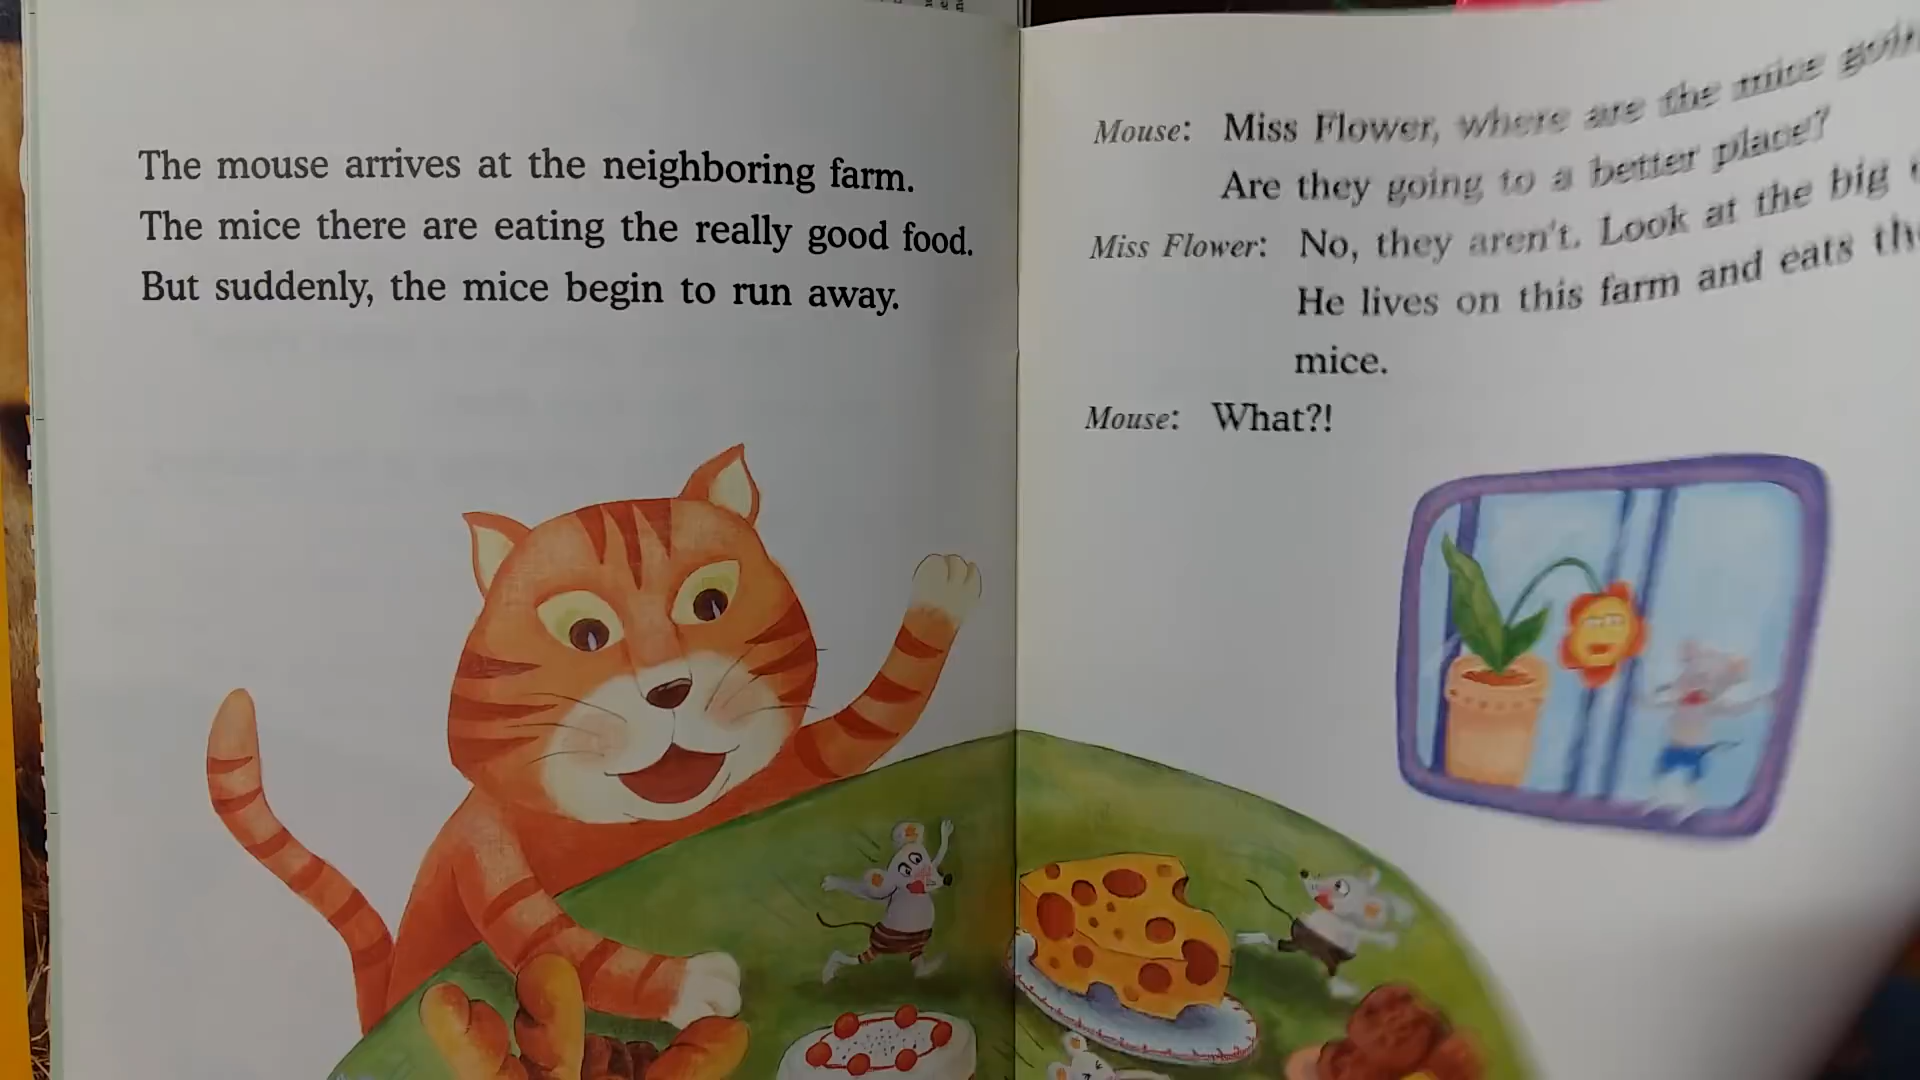 The mouse arrives at the neighboring farm.
The mice there are eating the really good food.
But suddenly, the mice begin to run away.
Mouse: Miss Flower, where are the mice
Are they going to a better place?
Miss Flower: No, they aren't. Look at the big
He lives on this farm and eats
mice.
Mouse: What?!